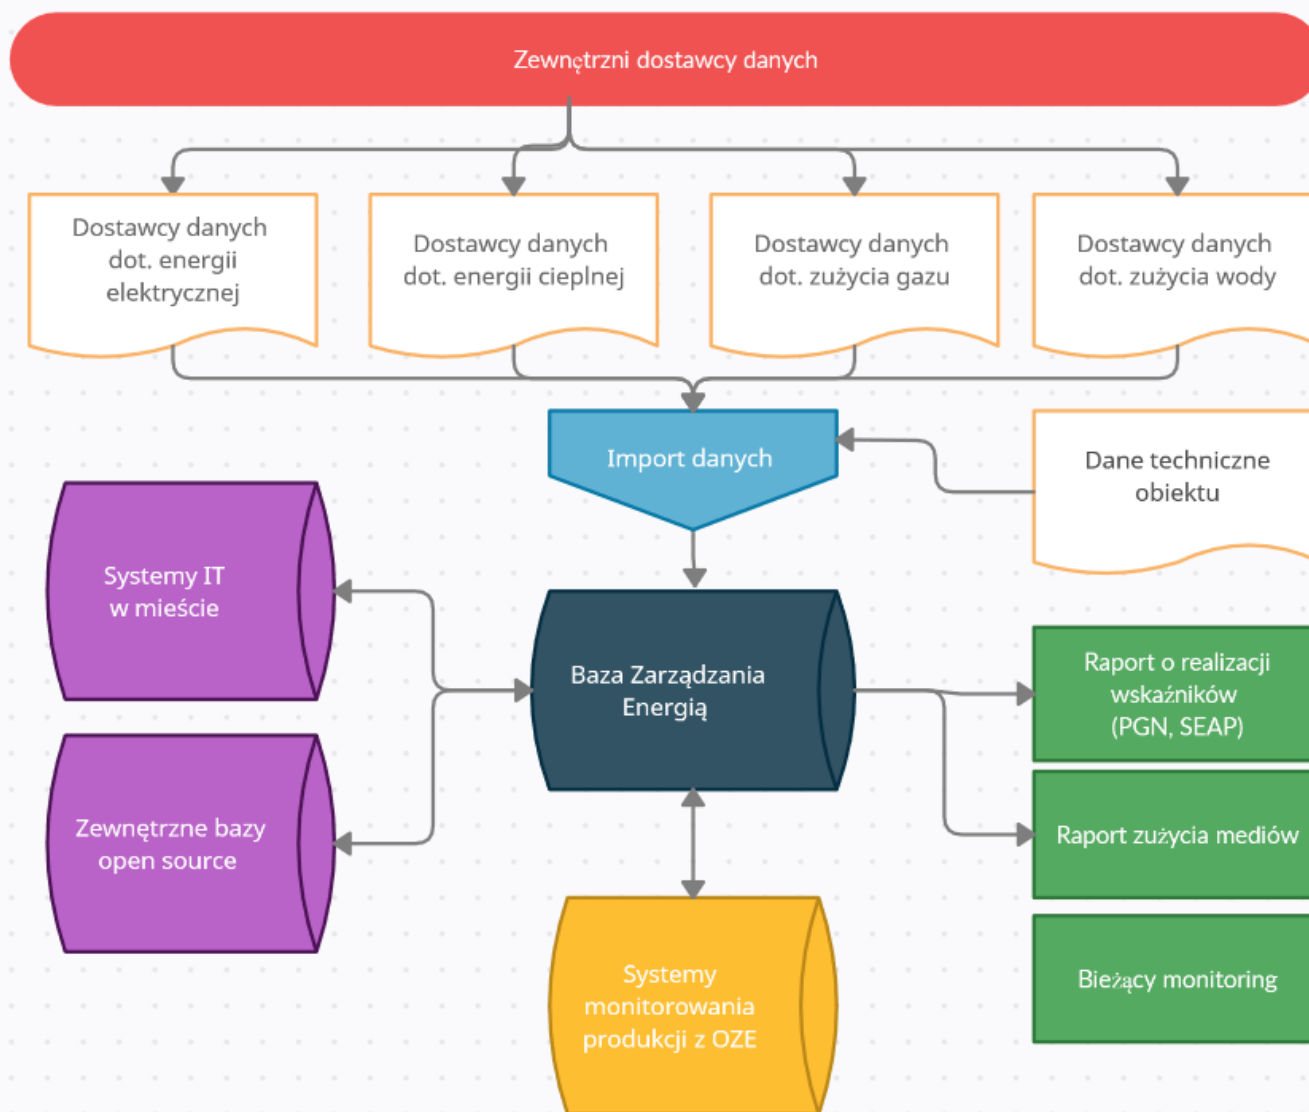 Zewnętrzni dostawcy danych
Dostawcy danych
dot. energii
elektrycznej
Dostawcy danych
dot. energii cieplnej
Dostawcy danych
dot. zużycia gazu
Dostawcy danych
dot. zużycia wody
Import danych
Dane techniczne
obiektu
Systemy IT
w mieście
Baza Zarządzania
Energią
Raport o realizacji
wskaźników
(PGN, SEAP)
Zewnętrzne bazy
open source
Raport zużycia mediów
Systemy
monitorowania
produkcji z OZE
Bieżący monitoring